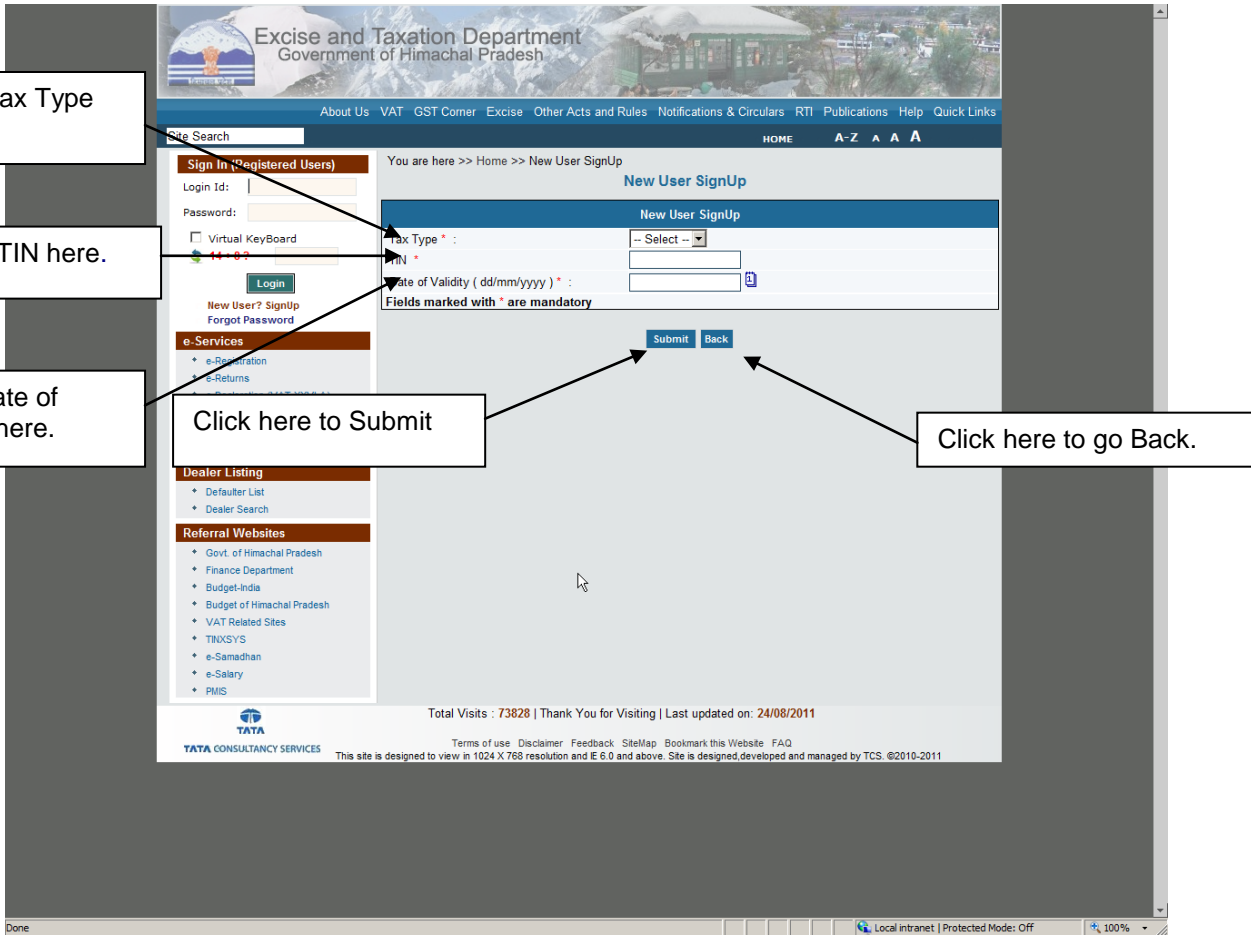 Excise and Taxation Department
Government of Himachal Pradesh
About Us VAT GST Corner Excise Other Acts and Rules Notifications & Circulars RTI Publications Help Quick Links
Site Search
HOME A-Z A A A
Tax Type
TIN here.
ate of
here.
Click here to Submit
Click here to go Back.
Sign In (Registered Users)
Login Id:
Password:
Virtual KeyBoard
Login
New User? SignUp
Forgot Password
e-Services
e-Registration
e-Returns
Dealer Listing
Defaulter List
Dealer Search
Referral Websites
Govt. of Himachal Pradesh
Finance Department
Budget-India
Budget of Himachal Pradesh
VAT Related Sites
TINXSYS
e-Samadhan
e-Salary
PMIS
You are here >> Home >> New User SignUp
New User SignUp
New User SignUp
Tax Type * :
-- Select --
TIN *
Date of Validity ( dd/mm/yyyy ) * :
Fields marked with * are mandatory
Submit Back
TATA
TATA CONSULTANCY SERVICES
Total Visits : 73828 | Thank You for Visiting | Last updated on: 24/08/2011
Terms of use Disclaimer Feedback SiteMap Bookmark this Website FAQ
This site is designed to view in 1024 X 768 resolution and IE 6.0 and above. Site is designed,developed and managed by TCS. ©2010-2011
Done
Local intranet | Protected Mode: Off
100%